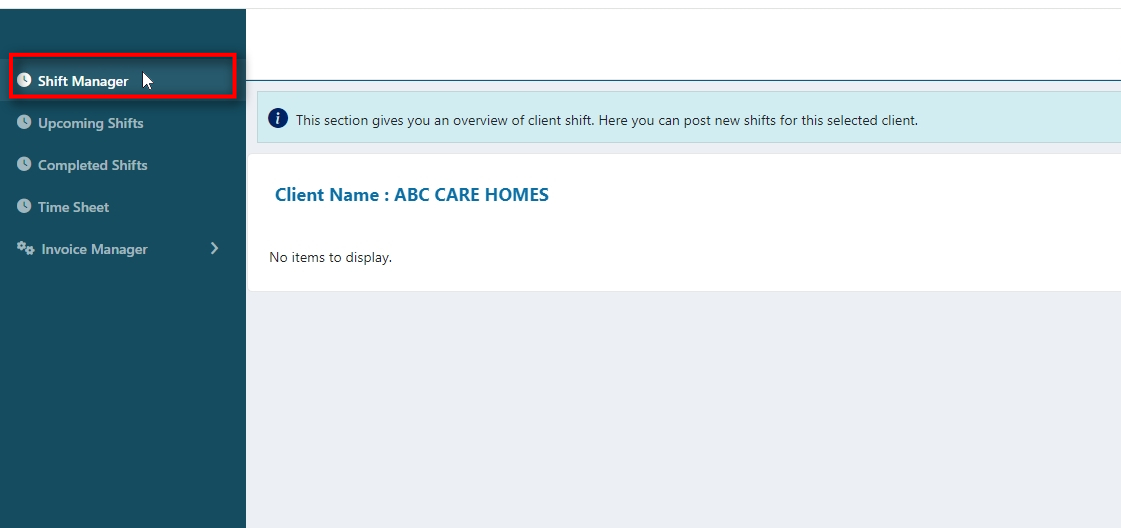 Shift Manager
Upcoming Shifts
Completed Shifts
Time Sheet
Invoice Manager
This section gives you an overview of client shift. Here you can post new shifts for this selected client.
Client Name : ABC CARE HOMES
No items to display.